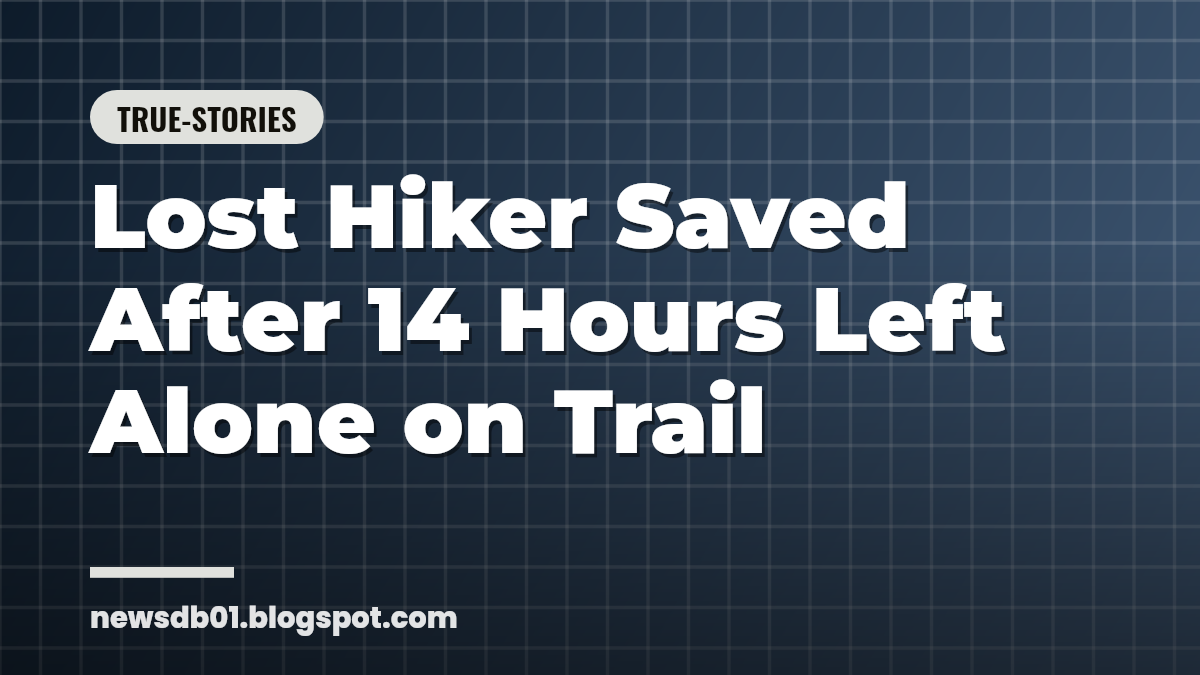 TRUE-STORIES
Lost Hiker Saved
After 14 Hours Left
Alone on Trail
newsdb01.blogspot.com